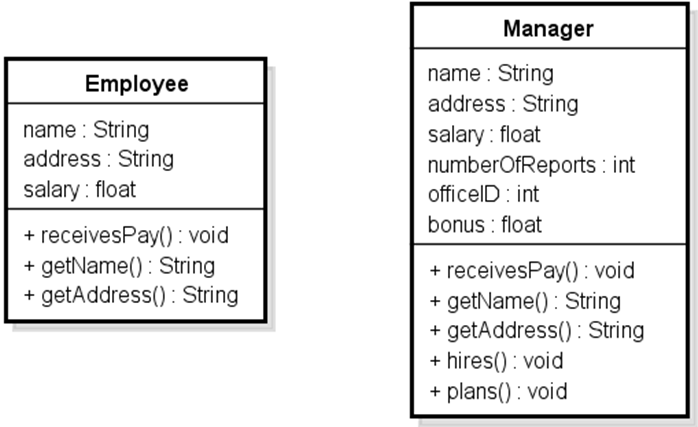 Employee
name : String
address : String
salary : float
+ receivesPay() : void
+ getName() : String
+ getAddress() : String
Manager
name : String
address : String
salary : float
numberOfReports : int
officeID : int
bonus : float
+ receivesPay() : void
+ getName() : String
+ getAddress() : String
+ hires() : void
+ plans() : void